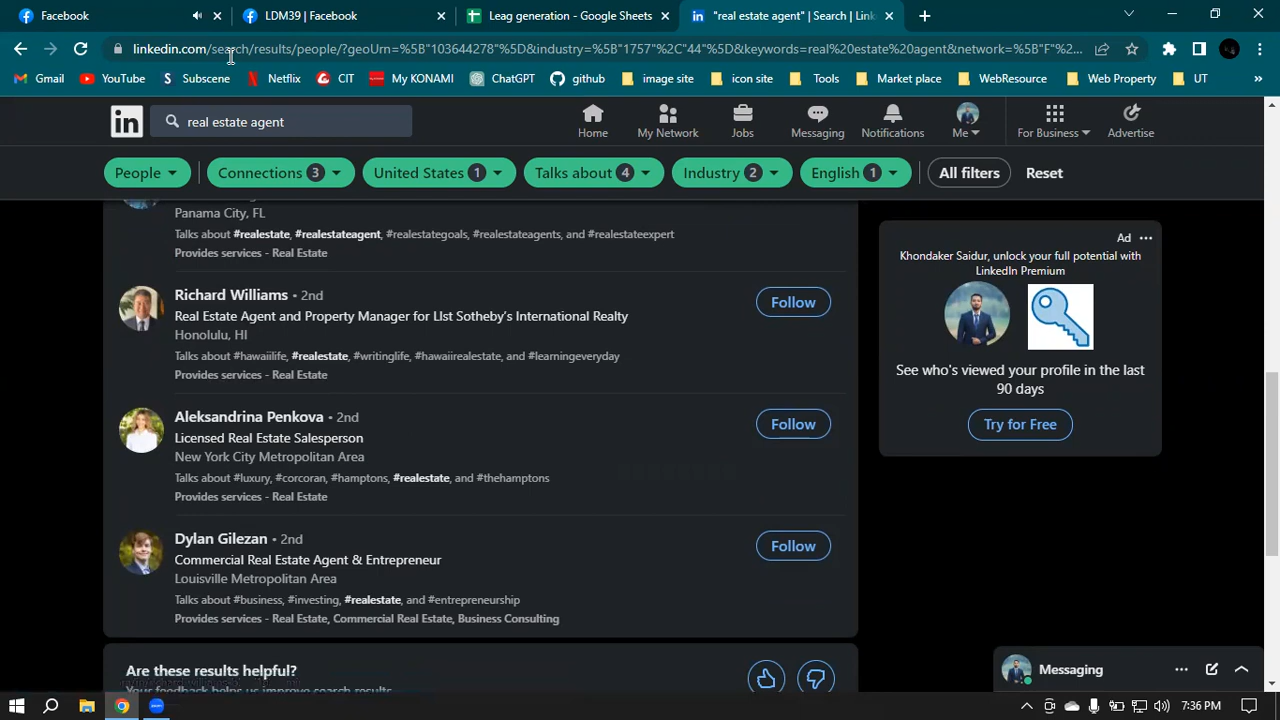 Facebook
LDM39 | Facebook
Leag generation - Google Sheets
"real estate agent" | Search | Link
linkedin.com/search/results/people/?geoUrn=%5B"103644278"%5D&industry=%5B"1757"%2C"44"%5D&keywords=real%20estate%20agent&network=%5B"F"%2...
Gmail YouTube Subscene Netflix CIT My KONAMI ChatGPT github image site icon site Tools Market place WebResource Web Property UT »
in real estate agent
Home My Network Jobs Messaging Notifications Me For Business Advertise
People Connections 3 United States 1 Talks about 4 Industry 2 English 1 All filters Reset
Panama City, FL
Talks about #realestate, #realestateagent, #realestategoals, #realestateagents, and #realestateexpert
Provides services - Real Estate
Richard Williams • 2nd
Follow
Real Estate Agent and Property Manager for LIst Sotheby's International Realty
Honolulu, HI
Talks about #hawaiilife, #realestate, #writinglife, #hawaiirealestate, and #learningeveryday
Provides services - Real Estate
Aleksandrina Penkova • 2nd
Follow
Licensed Real Estate Salesperson
New York City Metropolitan Area
Talks about #luxury, #corcoran, #hamptons, #realestate, and #thehamptons
Provides services - Real Estate
Dylan Gilezan • 2nd
Follow
Commercial Real Estate Agent & Entrepreneur
Louisville Metropolitan Area
Talks about #business, #investing, #realestate, and #entrepreneurship
Provides services - Real Estate, Commercial Real Estate, Business Consulting
Are these results helpful?
Your feedback helps us improve search results
Ad ...
Khondaker Saidur, unlock your full potential with
LinkedIn Premium
See who's viewed your profile in the last
90 days
Try for Free
Messaging
7:36 PM